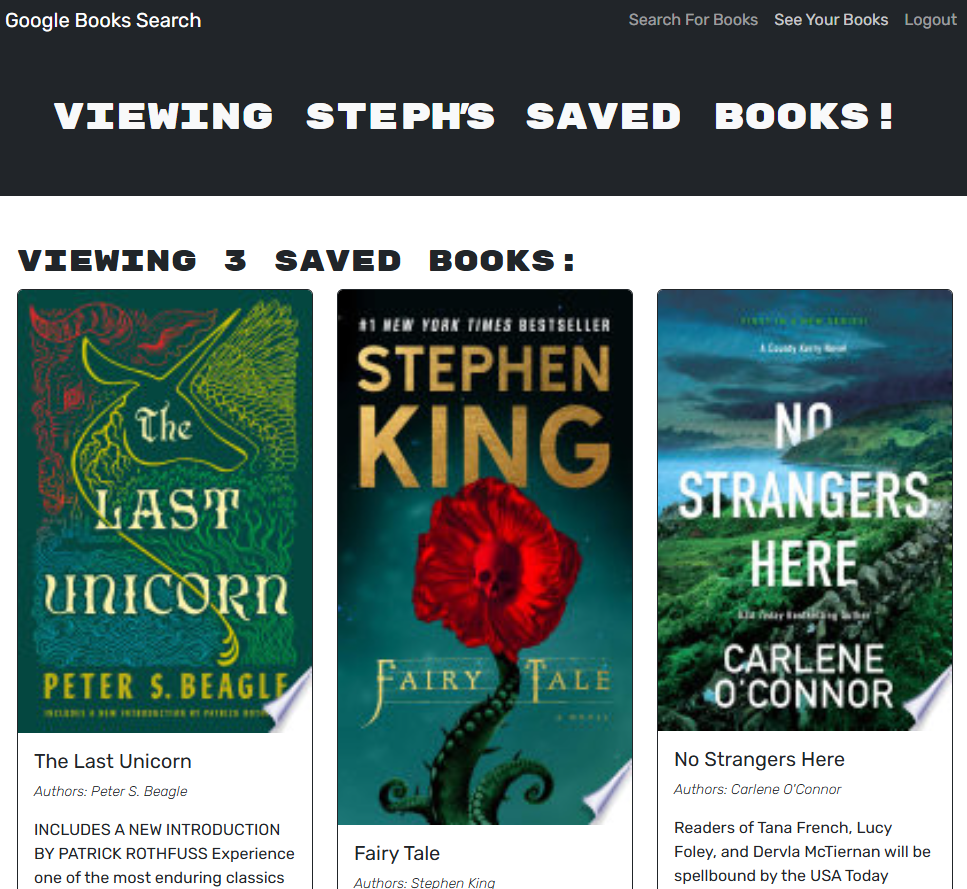 Google Books Search
Search For Books See Your Books Logout
VIEWING STEPH'S SAVED BOOKS!
VIEWING 3 SAVED BOOKS:
The
LAST
UNICORN
PETER S. BEAGLE
INCLUDES A NEW INTRODUCTION BY PATRICK
The Last Unicorn
Authors: Peter S. Beagle
INCLUDES A NEW INTRODUCTION
BY PATRICK ROTHFUSS Experience
one of the most enduring classics
#1 NEW YORK TIMES BESTSELLER
STEPHEN
KING
FAIRY TALE
A NOVEL
Fairy Tale
Authors: Stephen King
FIRST IN A NEW SERIES!
A County Kerry Novel
NO
STRANGERS
HERE
USA Today Bestselling Author
CARLENE
O'CONNOR
No Strangers Here
Authors: Carlene O'Connor
Readers of Tana French, Lucy
Foley, and Dervla McTiernan will be
spellbound by the USA Today